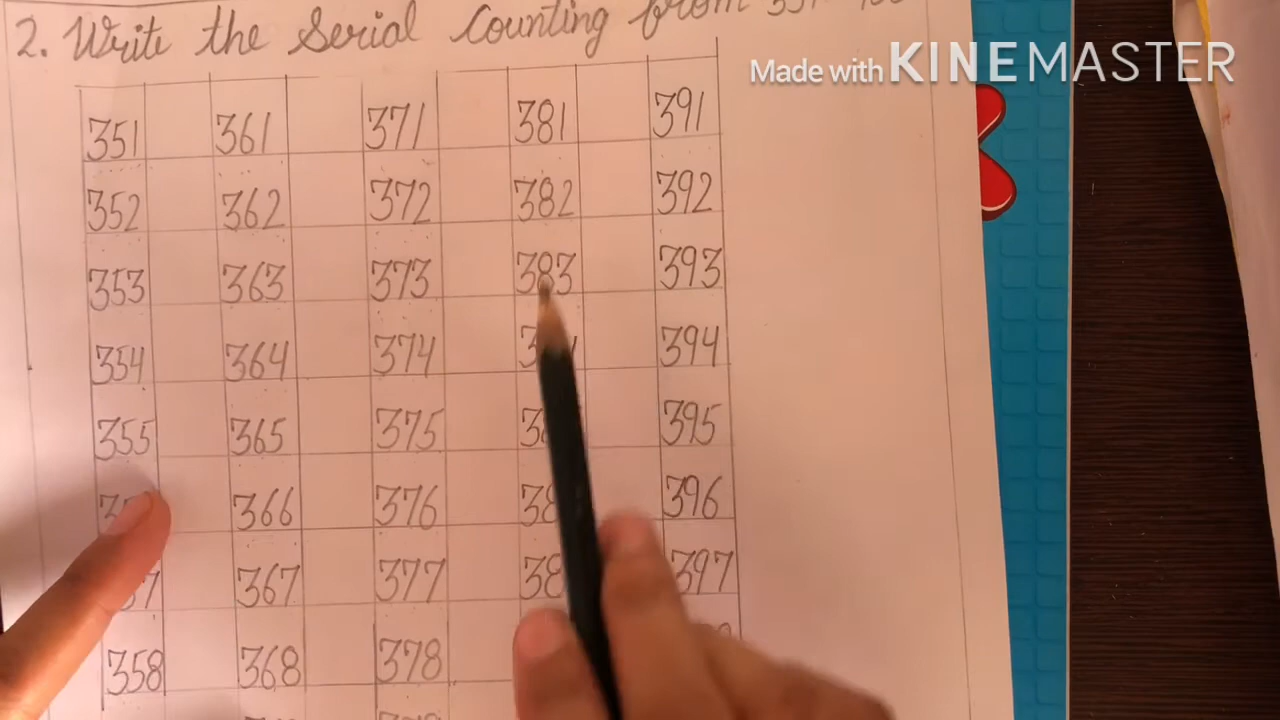 2. Write the Serial Counting from
Made with KINEMASTER
351 361 371 381 391
352 362 372 382 392
353 363 373 383 393
354 364 374 394
355 365 375 395
366 376 396
367 377 397
358 368 378